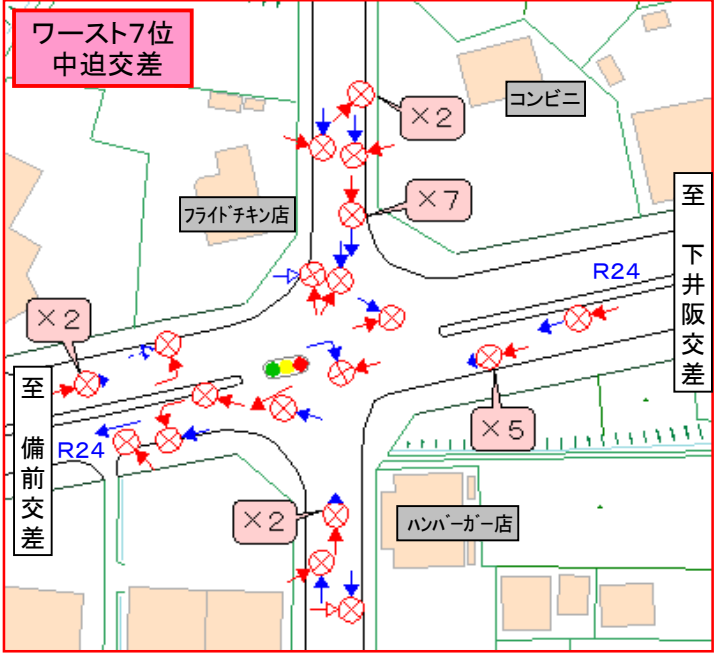 ワースト7位
中迫交差
コンビニ
×2
×7
フライドチキン店
至 下井阪交差
R24
×2
至 備前交差
R24
×5
×2
ハンバーガー店